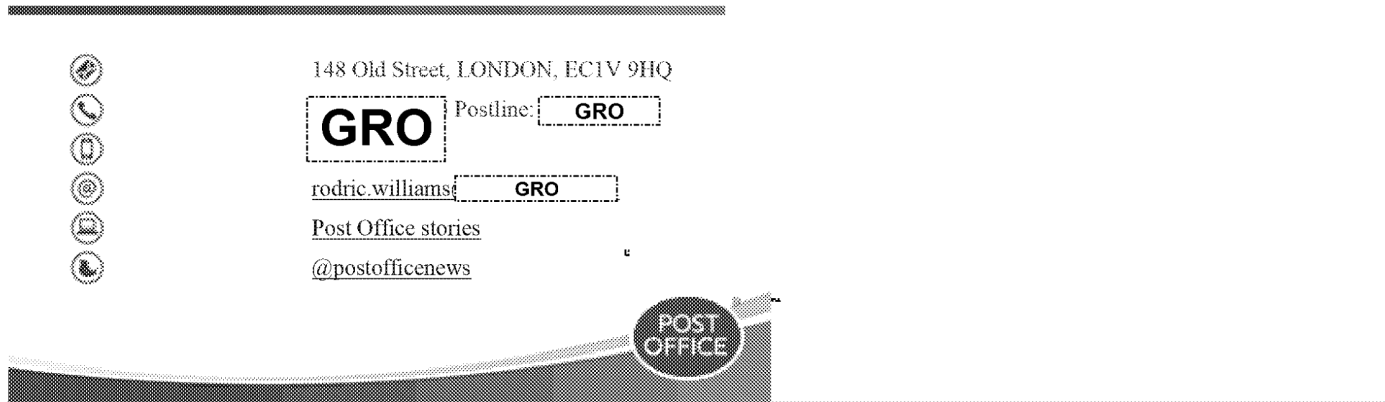 148 Old Street, LONDON, EC1V 9HQ
GRO Postline: GRO
rodric.williams GRO
Post Office stories
@postofficenews
POST
OFFICE